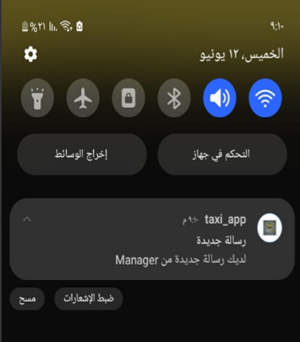 ٩:١٠ %٢١
الخميس، ١٢ يونيو
التحكم في جهاز
إخراج الوسائط
taxi_app ٩:١٠ م
رسالة جديدة
لديك رسالة جديدة من Manager
ضبط الإشعارات
مسح